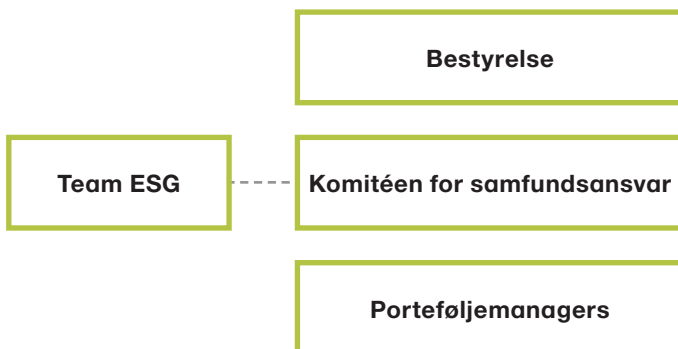 Bestyrelse
Team ESG
Komitéen for samfundsansvar
Porteføljemanagers